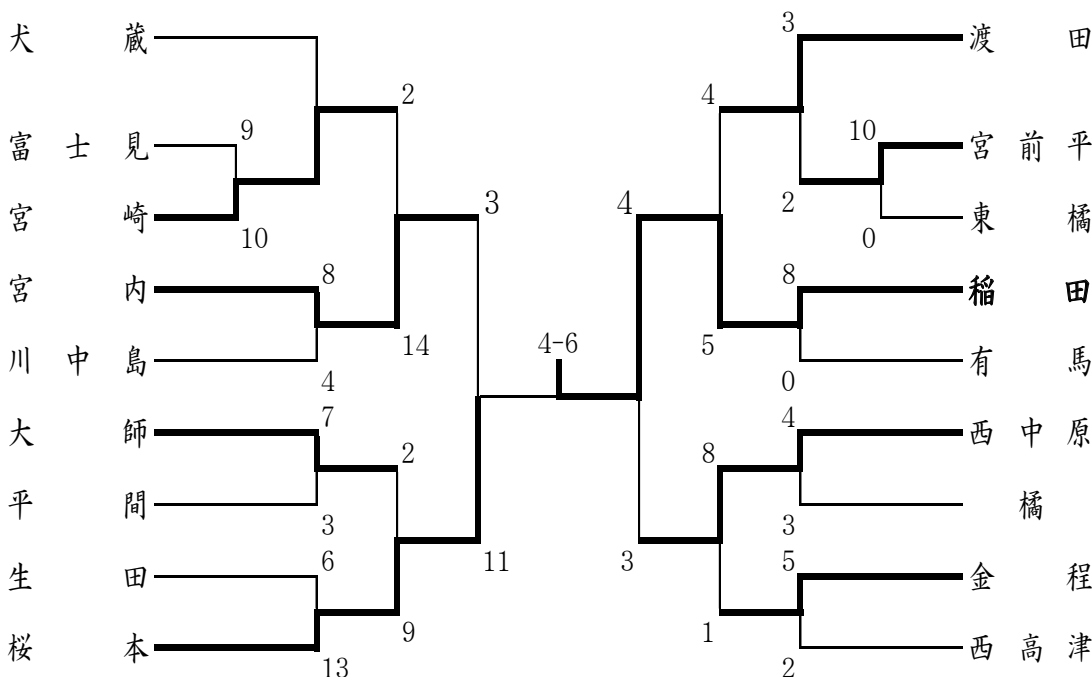 犬蔵 3 渡田
2 4
富士見 9 10 宮前平
宮崎 10 3 4 2 0 東橘
宮内 8 8 稲田
川中島 4 14 4-6 5 0 有馬
大師 7 4 西中原
2 8
平間 3 3 橘
生田 6 11 3 5 金程
桜本 13 9 1 2 西高津